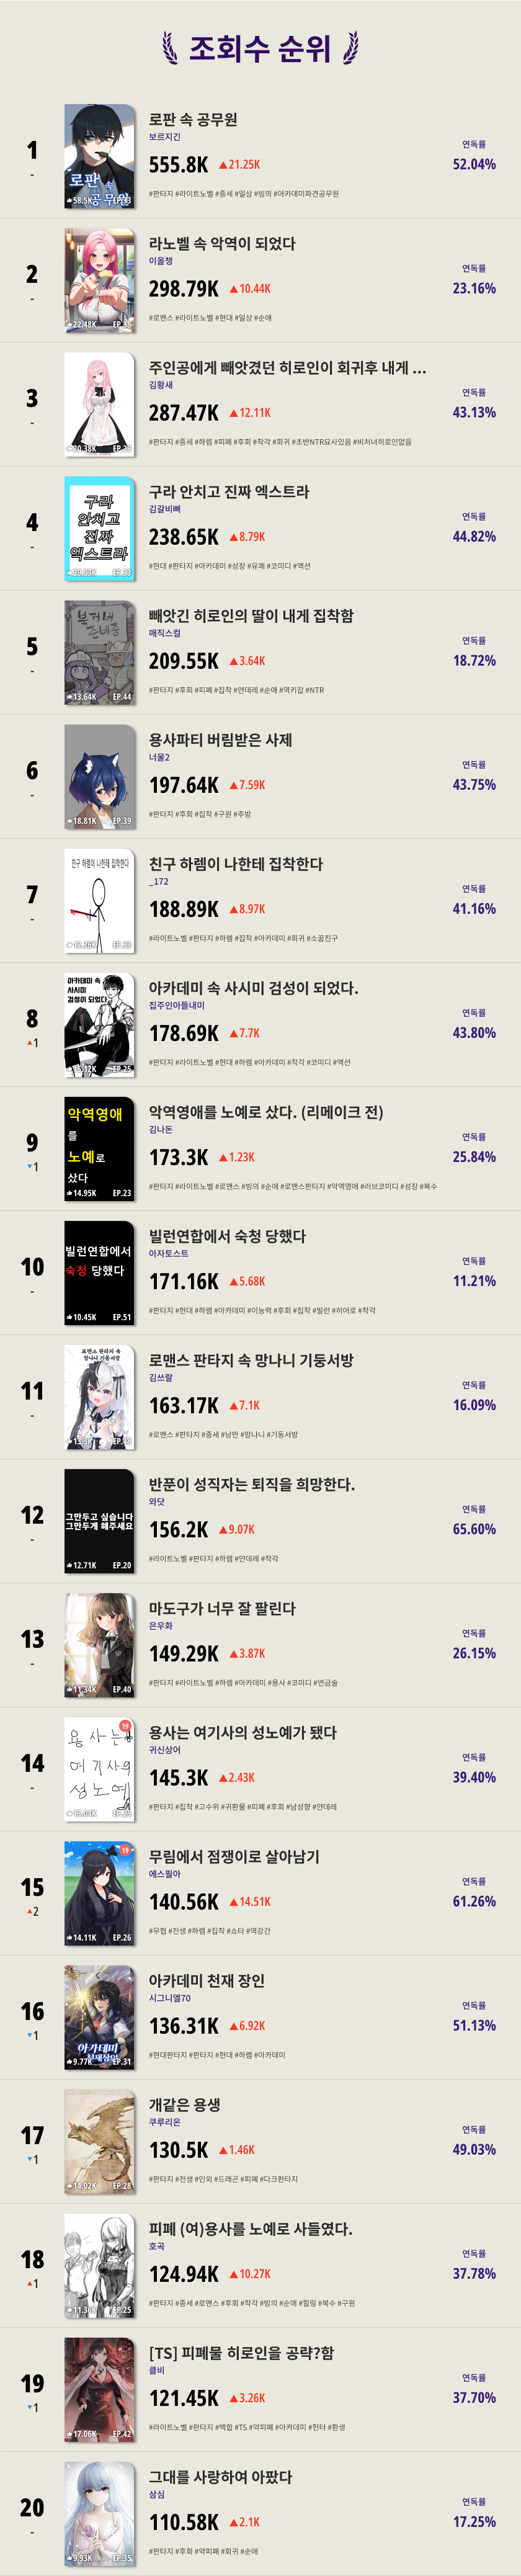 조회수 순위
1
-
로판 속 공무원
58.5K EP.33
로판 속 공무원
보르지긴
555.8K ▲21.25K
#판타지 #라이트노벨 #중세 #일상 #빙의 #아카데미파견공무원
연독률
52.04%
2
-
22.48K EP.38
라노벨 속 악역이 되었다
이올챙
298.79K ▲10.44K
#로맨스 #라이트노벨 #현대 #일상 #순애
연독률
23.16%
3
-
주인공에게 빼앗겼던 히로인이 회귀후 내게 ...
김황새
287.47K ▲12.11K
#판타지 #중세 #하렘 #피폐 #후회 #착각 #회귀 #초반NTR묘사있음 #비처녀히로인없음
연독률
43.13%
4
-
구라
안치고
진짜
엑스트라
EP.33
구라 안치고 진짜 엑스트라
김갈비뼈
238.65K ▲8.79K
#현대 #판타지 #아카데미 #성장 #유쾌 #코미디 #액션
연독률
44.82%
5
-
복귀해
준비중
13.64K EP.44
빼앗긴 히로인의 딸이 내게 집착함
매직스컬
209.55K ▲3.64K
#판타지 #후회 #피폐 #집착 #얀데레 #순애 #역키잡 #NTR
연독률
18.72%
6
-
18.81K EP.39
용사파티 버림받은 사제
너울2
197.64K ▲7.59K
#판타지 #후회 #집착 #구원 #추방
연독률
43.75%
7
-
친구 하렘이 나한테 집착한다
12.36K EP.33
친구 하렘이 나한테 집착한다
_172
188.89K ▲8.97K
#라이트노벨 #판타지 #하렘 #집착 #아카데미 #회귀 #소꿉친구
연독률
41.16%
8
▲1
아카데미 속
사시미
검성이 되었다.
EP.25
아카데미 속 사시미 검성이 되었다.
집주인아들내미
178.69K ▲7.7K
#판타지 #라이트노벨 #현대 #하렘 #아카데미 #착각 #코미디 #액션
연독률
43.80%
9
▼1
악역영애
를
노예로
샀다
14.95K EP.23
악역영애를 노예로 샀다. (리메이크 전)
김나돈
173.3K ▲1.23K
#판타지 #라이트노벨 #로맨스 #빙의 #순애 #로맨스판타지 #악역영애 #러브코미디 #성장 #복수
연독률
25.84%
10
-
빌런연합에서
숙청 당했다
10.45K EP.51
빌런연합에서 숙청 당했다
아자토스트
171.16K ▲5.68K
#판타지 #현대 #하렘 #아카데미 #이능력 #후회 #집착 #빌런 #히어로 #착각
연독률
11.21%
11
-
로맨스 판타지 속
망나니 기둥서방
로맨스 판타지 속 망나니 기둥서방
김쓰랄
163.17K ▲7.1K
#로맨스 #판타지 #중세 #낭만 #망나니 #기둥서방
연독률
16.09%
12
-
그만두고 싶습니다
그만두게 해주세요
12.71K EP.20
반푼이 성직자는 퇴직을 희망한다.
와닷
156.2K ▲9.07K
#라이트노벨 #판타지 #하렘 #얀데레 #착각
연독률
65.60%
13
-
11.34K EP.40
마도구가 너무 잘 팔린다
은우화
149.29K ▲3.87K
#판타지 #라이트노벨 #하렘 #아카데미 #용사 #코미디 #연금술
연독률
26.15%
14
-
19
용사는
여기사의
성노예
13.04K EP.25
용사는 여기사의 성노예가 됐다
귀신상어
145.3K ▲2.43K
#판타지 #집착 #고수위 #귀환물 #피폐 #후회 #남성향 #얀데레
연독률
39.40%
15
▲2
19
14.11K EP.26
무림에서 점쟁이로 살아남기
에스필아
140.56K ▲14.51K
#무협 #전생 #하렘 #집착 #쇼타 #역강간
연독률
61.26%
16
▼1
아카데미
천재장인
9.77K EP.31
아카데미 천재 장인
시그니엘70
136.31K ▲6.92K
#현대판타지 #판타지 #현대 #하렘 #아카데미
연독률
51.13%
17
▼1
14.02K EP.28
개같은 용생
쿠루리온
130.5K ▲1.46K
#판타지 #전생 #인외 #드래곤 #피폐 #다크판타지
연독률
49.03%
18
▲1
EP.25
피폐 (여)용사를 노예로 사들였다.
호곡
124.94K ▲10.27K
#판타지 #중세 #로맨스 #후회 #착각 #빙의 #순애 #힐링 #복수 #구원
연독률
37.78%
19
▼1
17.06K EP.42
[TS] 피폐물 히로인을 공략?함
클비
121.45K ▲3.26K
#라이트노벨 #판타지 #백합 #TS #약피폐 #아카데미 #헌터 #환생
연독률
37.70%
20
-
9.93K EP.35
그대를 사랑하여 아팠다
삼심
110.58K ▲2.1K
#판타지 #후회 #약피폐 #회귀 #순애
연독률
17.25%